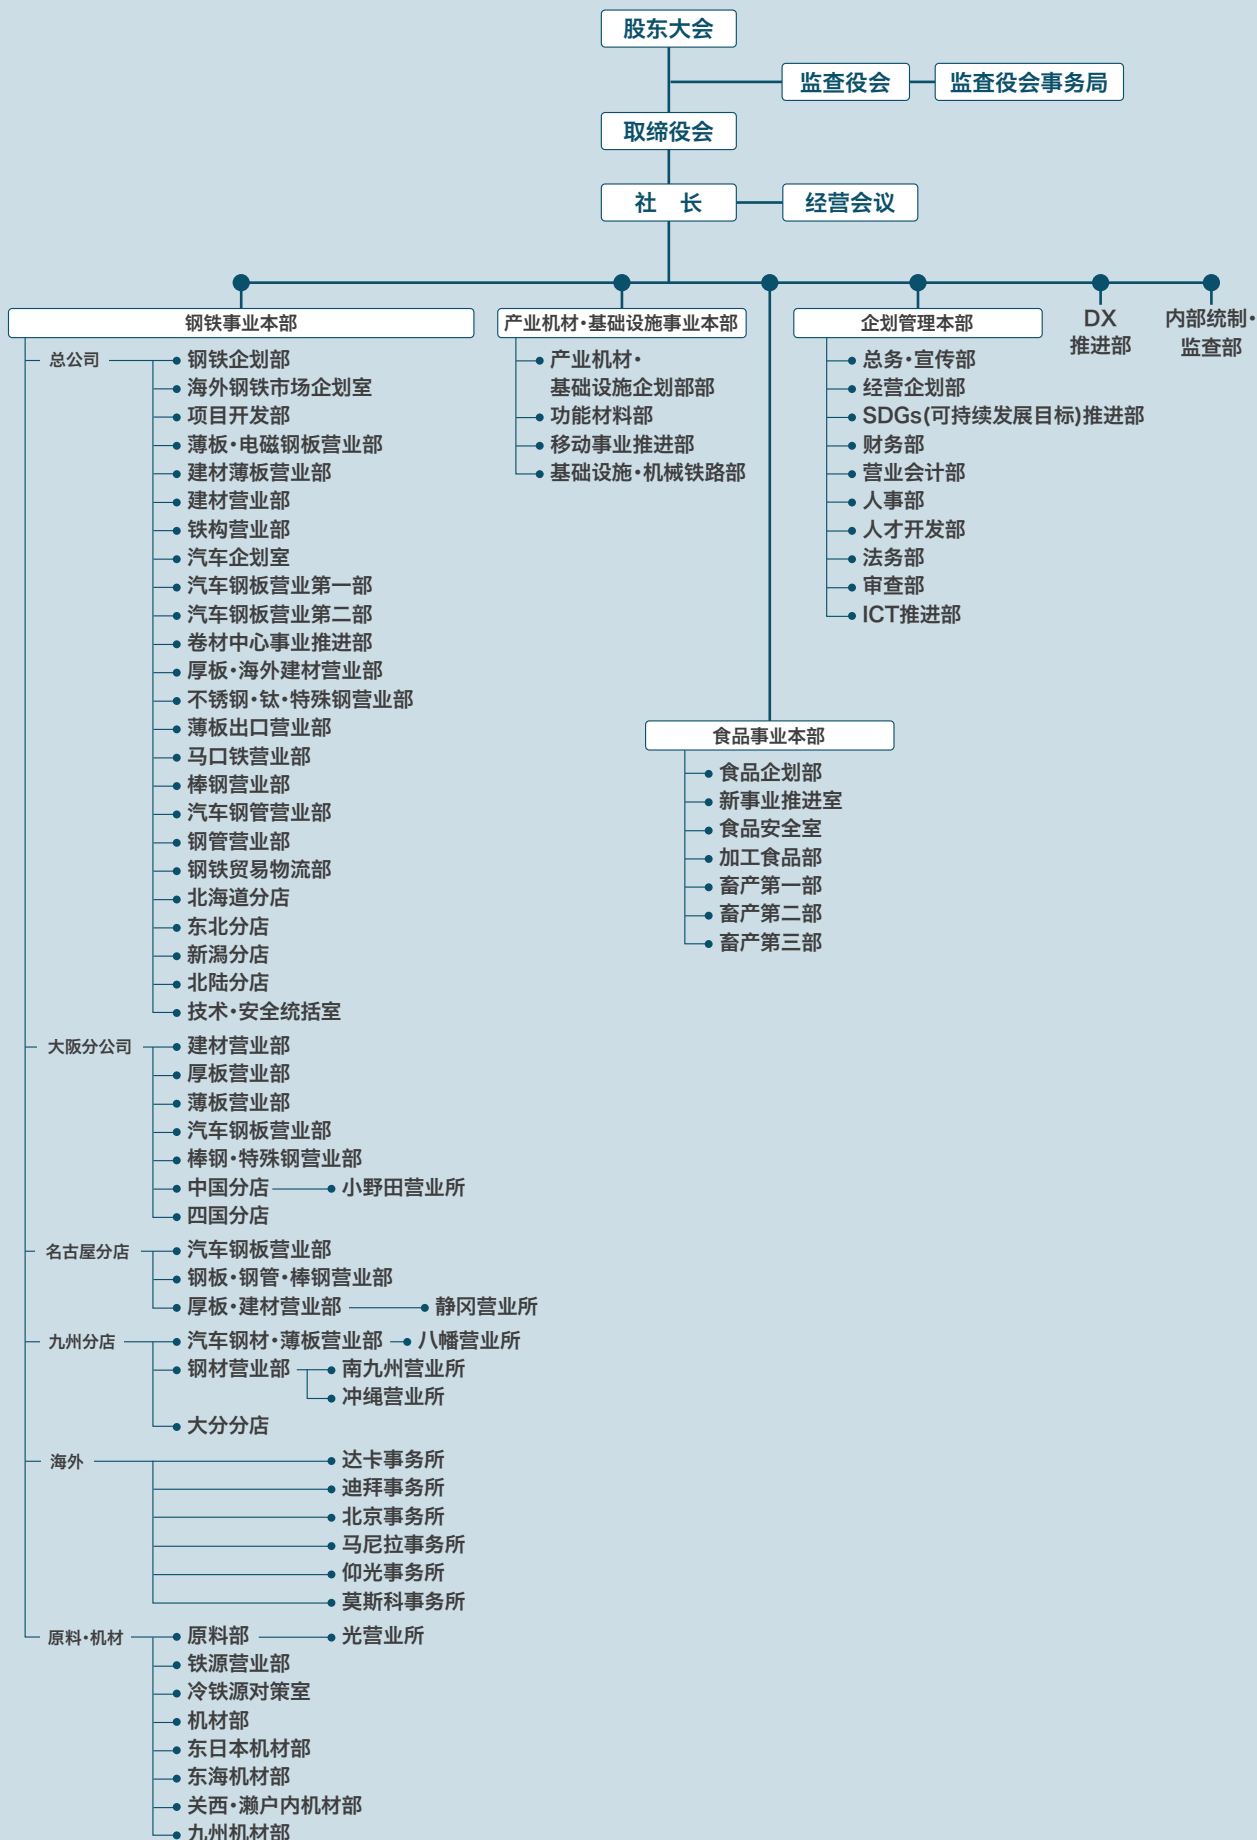 股东大会
监查役会
监查役会事务局
取缔役会
社 长
经营会议
钢铁事业本部
总公司
钢铁企划部
海外钢铁市场企划室
项目开发部
薄板·电磁钢板营业部
建材薄板营业部
建材营业部
铁构营业部
汽车企划室
汽车钢板营业第一部
汽车钢板营业第二部
卷材中心事业推进部
厚板·海外建材营业部
不锈钢·钛·特殊钢营业部
薄板出口营业部
马口铁营业部
棒钢营业部
汽车钢管营业部
钢管营业部
钢铁贸易物流部
北海道分店
东北分店
新潟分店
北陆分店
技术·安全统括室
大阪分公司
建材营业部
厚板营业部
薄板营业部
汽车钢板营业部
棒钢·特殊钢营业部
中国分店
小野田营业所
四国分店
名古屋分店
汽车钢板营业部
钢板·钢管·棒钢营业部
厚板·建材营业部
静冈营业所
九州分店
汽车钢材·薄板营业部
八幡营业所
钢材营业部
南九州营业所
冲绳营业所
大分分店
海外
达卡事务所
迪拜事务所
北京事务所
马尼拉事务所
仰光事务所
莫斯科事务所
原料·机材
原料部
光营业所
铁源营业部
冷铁源对策室
机材部
东日本机材部
东海机材部
关西·濑户内机材部
九州机材部
产业机材·基础设施事业本部
产业机材·
基础设施企划部部
功能材料部
移动事业推进部
基础设施·机械铁路部
食品事业本部
食品企划部
新事业推进室
食品安全室
加工食品部
畜产第一部
畜产第二部
畜产第三部
企划管理本部
总务·宣传部
经营企划部
SDGs(可持续发展目标)推进部
财务部
营业会计部
人事部
人才开发部
法务部
审查部
ICT推进部
DX
推进部
内部统制·
监查部